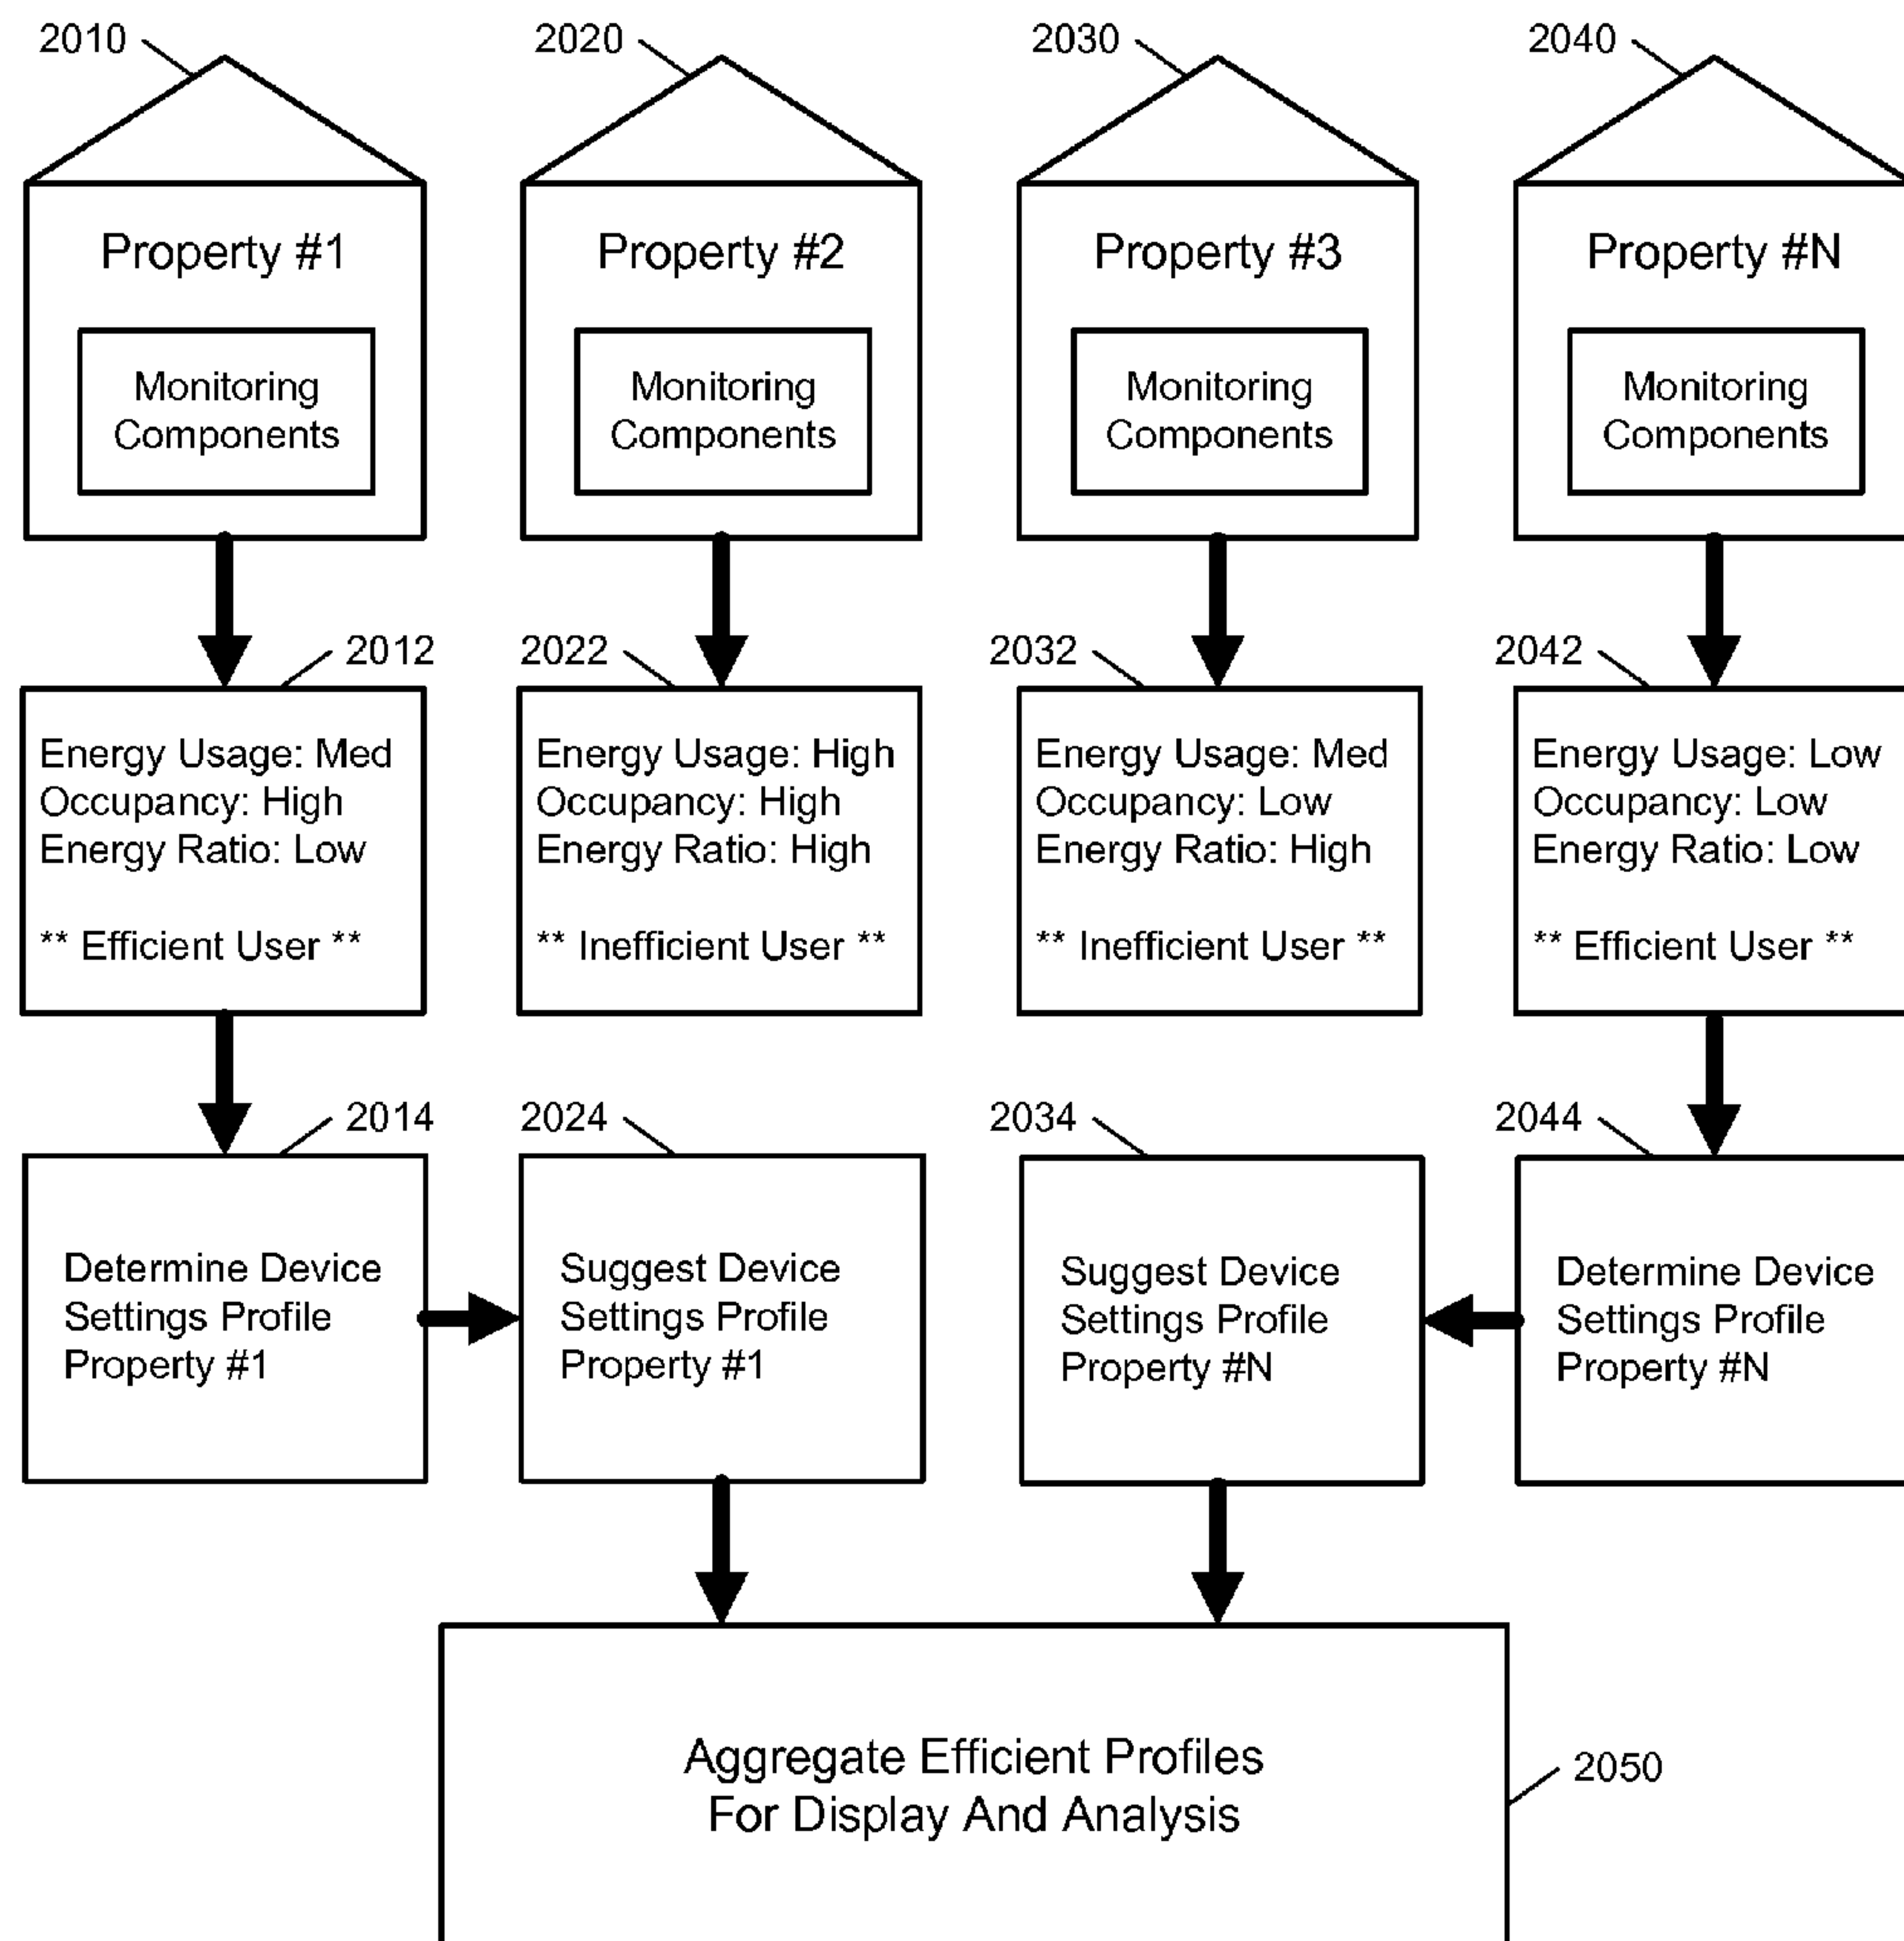 2010
2020
2030
2040
Property #1
Property #2
Property #3
Property #N
Monitoring
Components
Monitoring
Components
Monitoring
Components
Monitoring
Components
2012
2022
2032
2042
Energy Usage: Med
Occupancy: High
Energy Ratio: Low
** Efficient User **
Energy Usage: High
Occupancy: High
Energy Ratio: High
** Inefficient User **
Energy Usage: Med
Occupancy: Low
Energy Ratio: High
** Inefficient User **
Energy Usage: Low
Occupancy: Low
Energy Ratio: Low
** Efficient User **
2014
2024
2034
2044
Determine Device
Settings Profile
Property #1
Suggest Device
Settings Profile
Property #1
Suggest Device
Settings Profile
Property #N
Determine Device
Settings Profile
Property #N
Aggregate Efficient Profiles
For Display And Analysis
2050